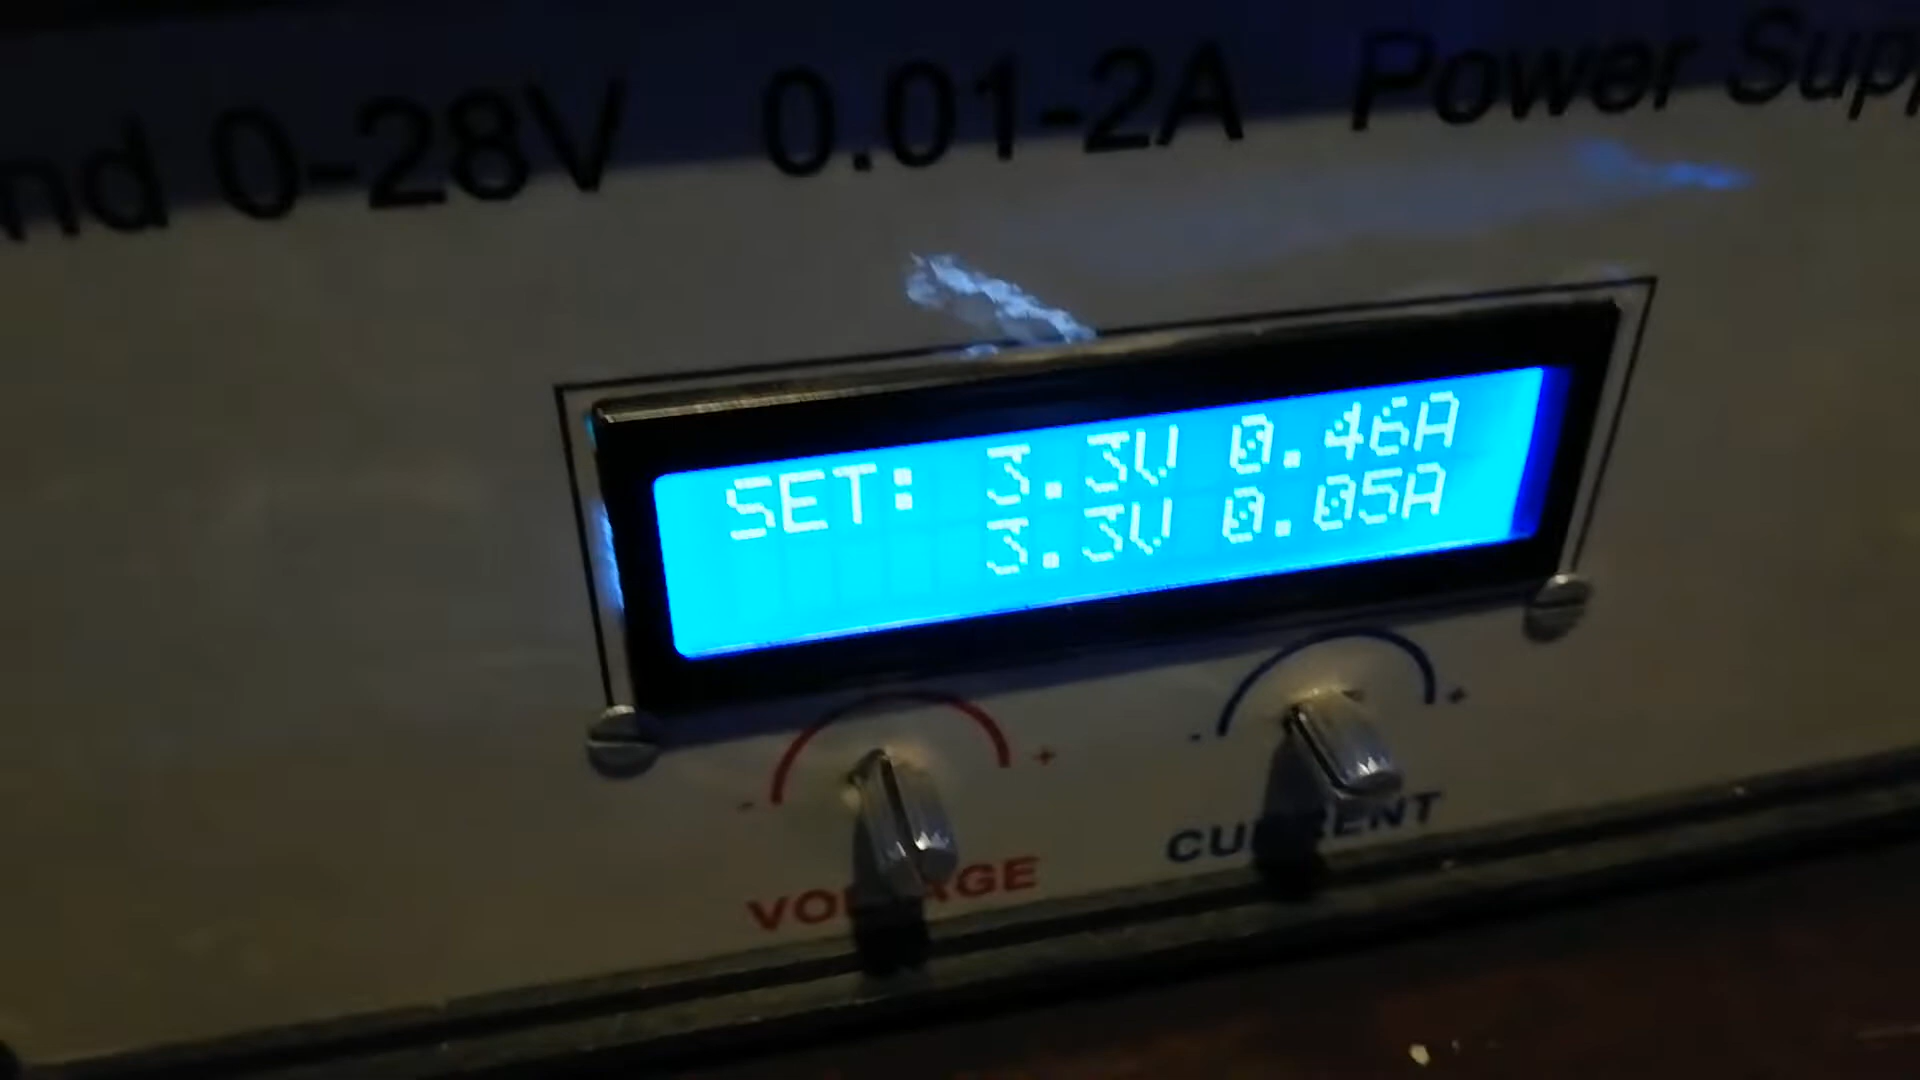 nd 0-28V 0.01-2A Power Supp
SET: 3.3V 0.46A
3.3V 0.05A
- + - +
VOLTAGE CURRENT